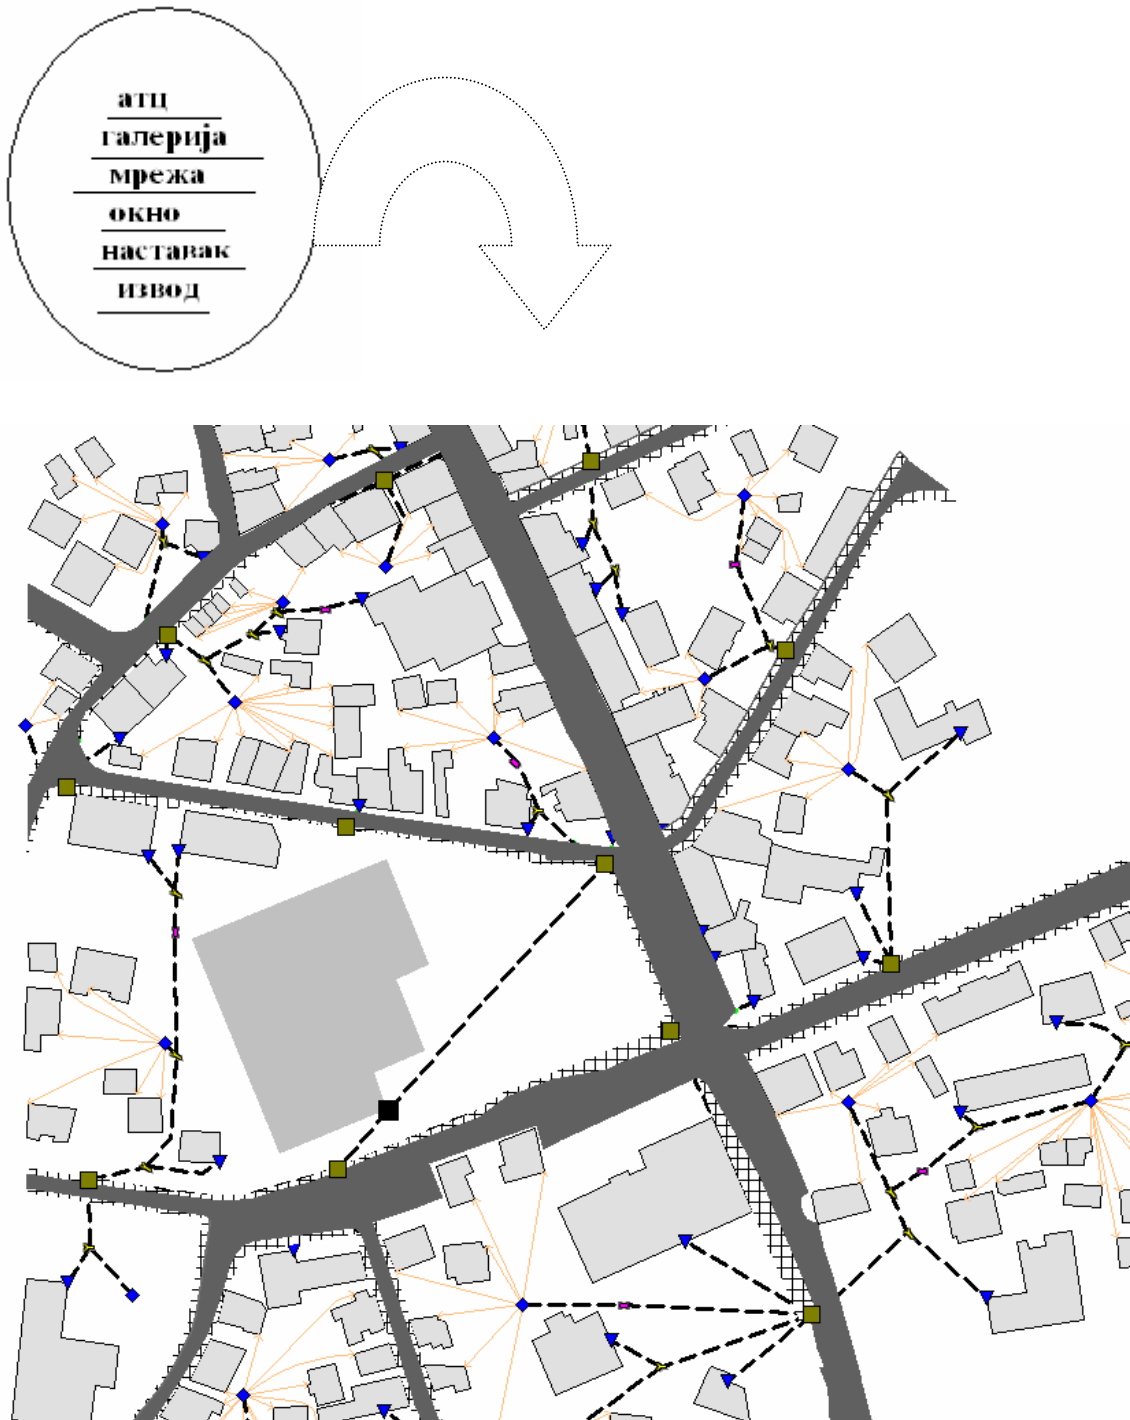 атц
галерија
мрежа
окно
наставак
извод